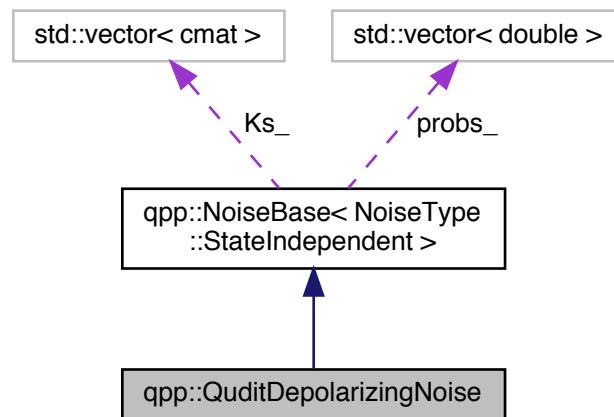 std::vector< cmat >
std::vector< double >
Ks_
probs_
qpp::NoiseBase< NoiseType
::StateIndependent >
qpp::QuditDepolarizingNoise